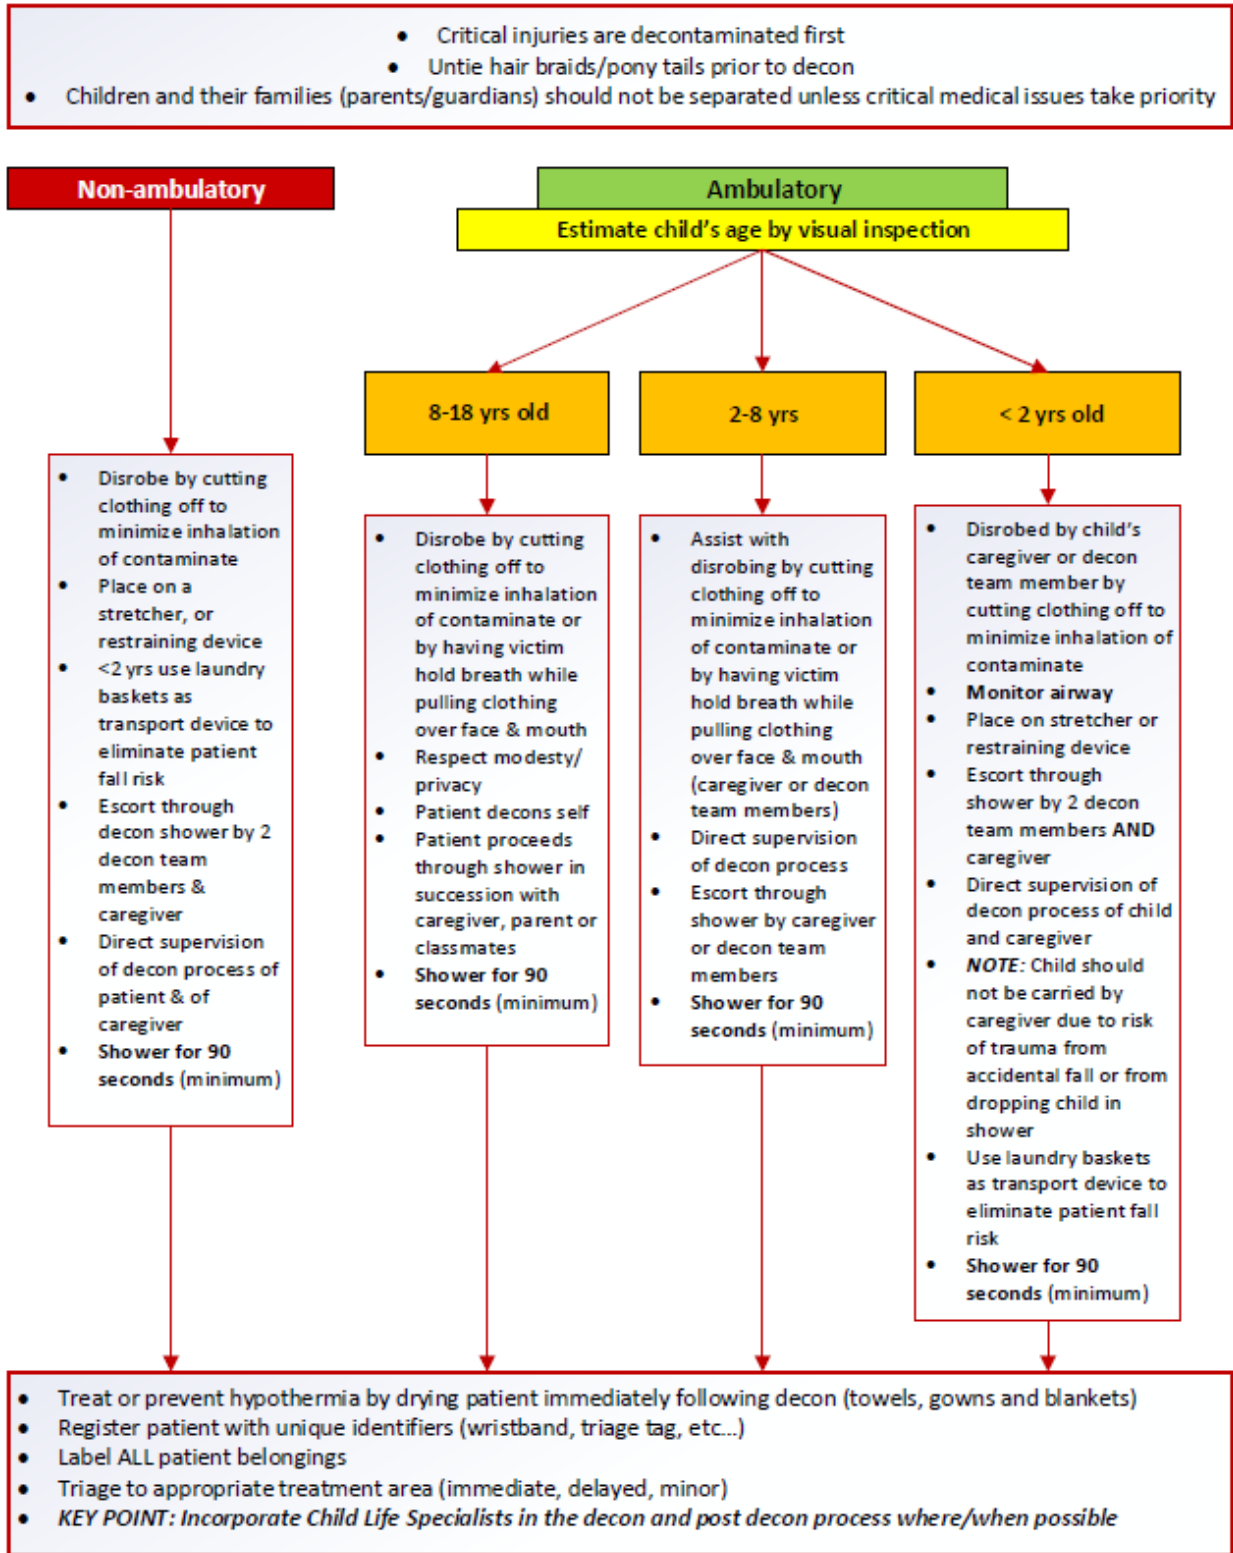 • Critical injuries are decontaminated first
• Untie hair braids/pony tails prior to decon
• Children and their families (parents/guardians) should not be separated unless critical medical issues take priority
Non-ambulatory
Ambulatory
Estimate child's age by visual inspection
8-18 yrs old
2-8 yrs
< 2 yrs old
• Disrobe by cutting
clothing off to
minimize inhalation
of contaminate
• Place on a
stretcher, or
restraining device
• <2 yrs use laundry
baskets as
transport device to
eliminate patient
fall risk
• Escort through
decon shower by 2
decon team
members &
caregiver
• Direct supervision
of decon process of
patient & of
caregiver
• Shower for 90
seconds (minimum)
• Disrobe by cutting
clothing off to
minimize inhalation
of contaminate or
by having victim
hold breath while
pulling clothing
over face & mouth
• Respect modesty/
privacy
• Patient decons self
• Patient proceeds
through shower in
succession with
caregiver, parent or
classmates
• Shower for 90
seconds (minimum)
• Assist with
disrobing by cutting
clothing off to
minimize inhalation
of contaminate or
by having victim
hold breath while
pulling clothing
over face & mouth
(caregiver or decon
team members)
• Direct supervision
of decon process
• Escort through
shower by caregiver
or decon team
members
• Shower for 90
seconds (minimum)
• Disrobed by child's
caregiver or decon
team member by
cutting clothing off to
minimize inhalation of
contaminate
• Monitor airway
• Place on stretcher or
restraining device
• Escort through
shower by 2 decon
team members AND
caregiver
• Direct supervision of
decon process of child
and caregiver
• NOTE: Child should
not be carried by
caregiver due to risk
of trauma from
accidental fall or from
dropping child in
shower
• Use laundry baskets
as transport device to
eliminate patient fall
risk
• Shower for 90
seconds (minimum)
• Treat or prevent hypothermia by drying patient immediately following decon (towels, gowns and blankets)
• Register patient with unique identifiers (wristband, triage tag, etc...)
• Label ALL patient belongings
• Triage to appropriate treatment area (immediate, delayed, minor)
• KEY POINT: Incorporate Child Life Specialists in the decon and post decon process where/when possible